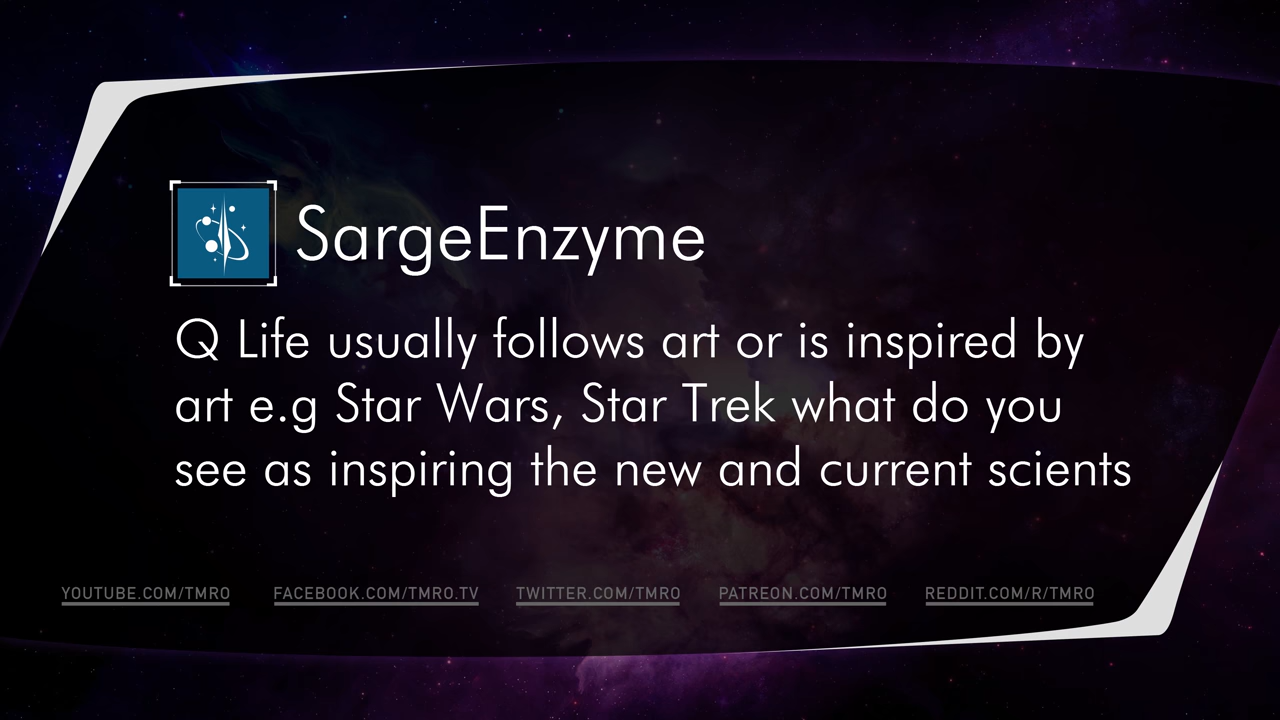 SargeEnzyme
Q Life usually follows art or is inspired by
art e.g Star Wars, Star Trek what do you
see as inspiring the new and current scients
YOUTUBE.COM/TMRO FACEBOOK.COM/TMRO.TV TWITTER.COM/TMRO PATREON.COM/TMRO REDDIT.COM/R/TMRO